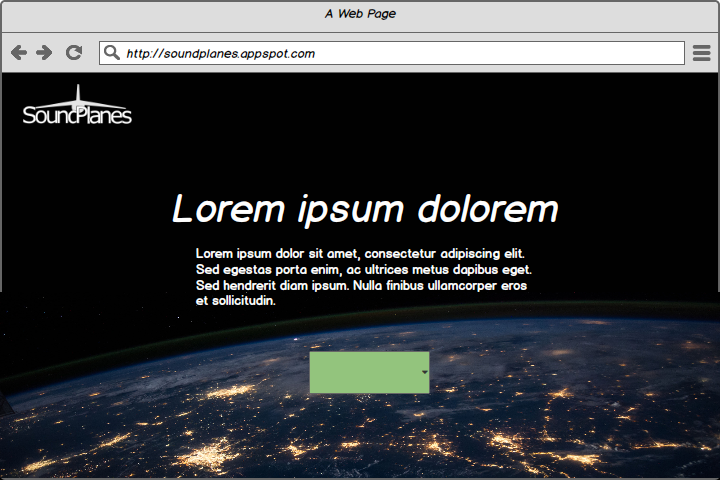 A Web Page
http://soundplanes.appspot.com
SoundPlanes
Lorem ipsum dolorem
Lorem ipsum dolor sit amet, consectetur adipiscing elit.
Sed egestas porta enim, ac ultrices metus dapibus eget.
Sed hendrerit diam ipsum. Nulla finibus ullamcorper eros
et sollicitudin.